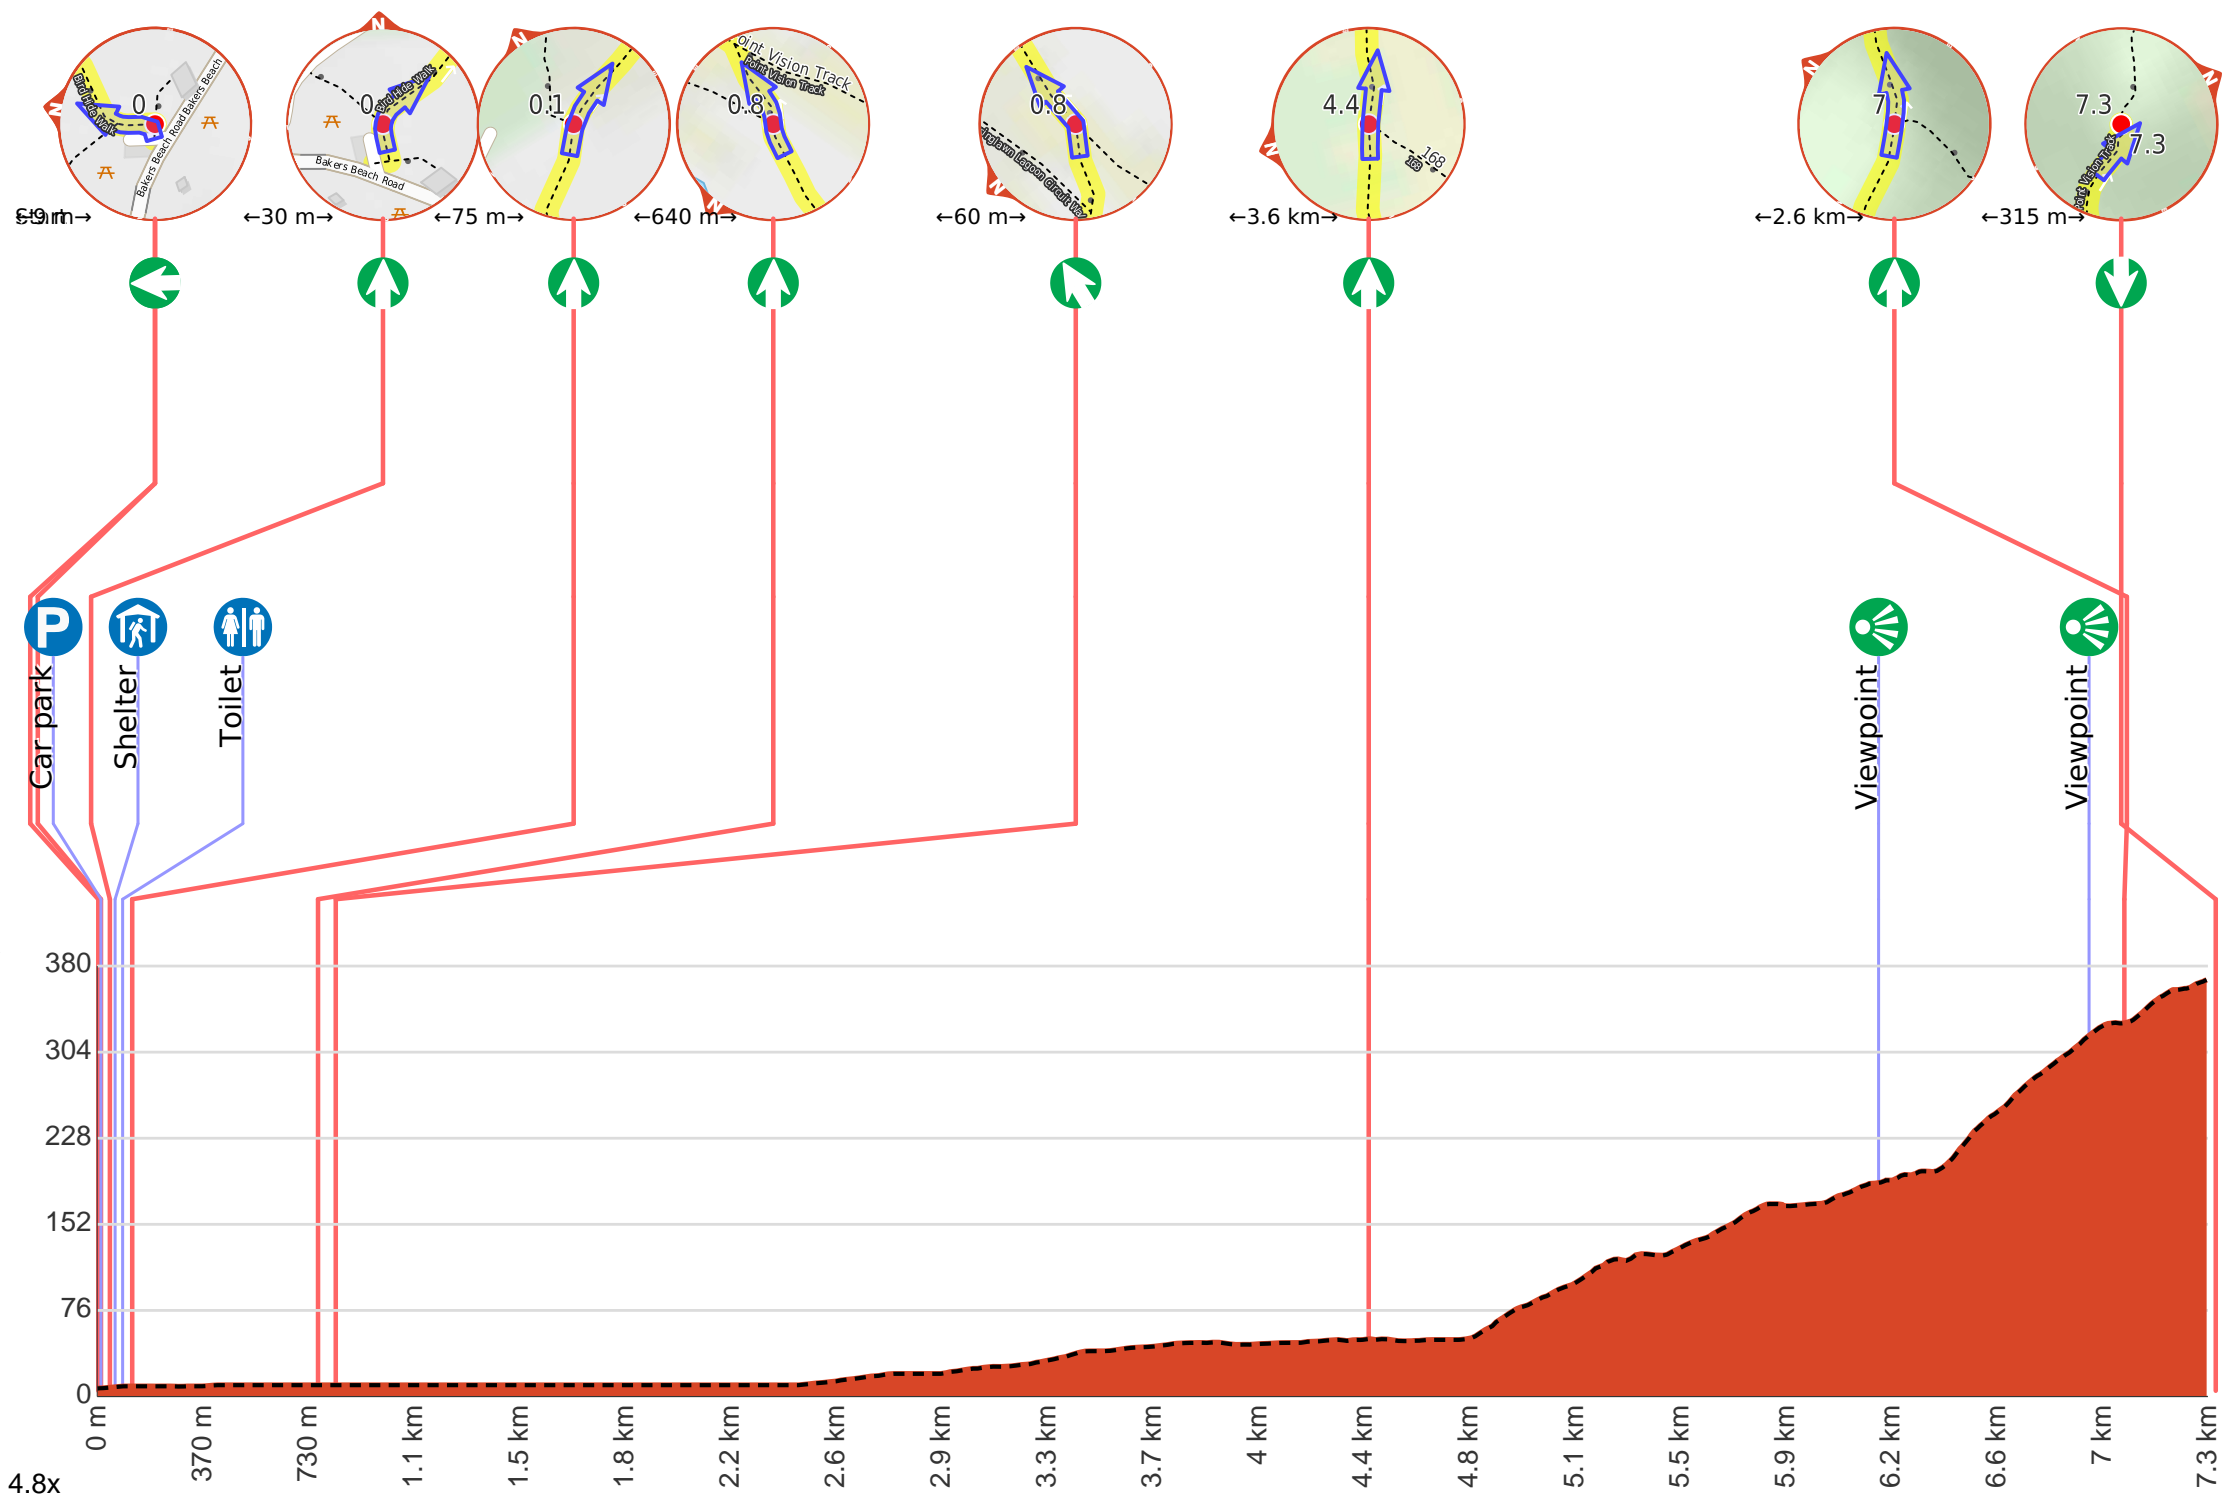 N
N
N
N
N
N
N
N
Bird Hide Walk
0
Bakers Beach Road
Bakers Beach
0
Bird Hide Walk
Bakers Beach Road
0.1
oint Vision Track
Point Vision Track
0.8
0.8
4.4
168
168
7
7.3
7.3
oint Vision Track
←9 m→
←30 m→
←75 m→
←640 m→
←60 m→
←3.6 km→
←2.6 km→
←315 m→
P
Car park
Shelter
Toilet
Viewpoint
Viewpoint
380
304
228
152
76
0
0 m
370 m
730 m
1.1 km
1.5 km
1.8 km
2.2 km
2.6 km
2.9 km
3.3 km
3.7 km
4 km
4.4 km
4.8 km
5.1 km
5.5 km
5.9 km
6.2 km
6.6 km
7 km
7.3 km
4.8x